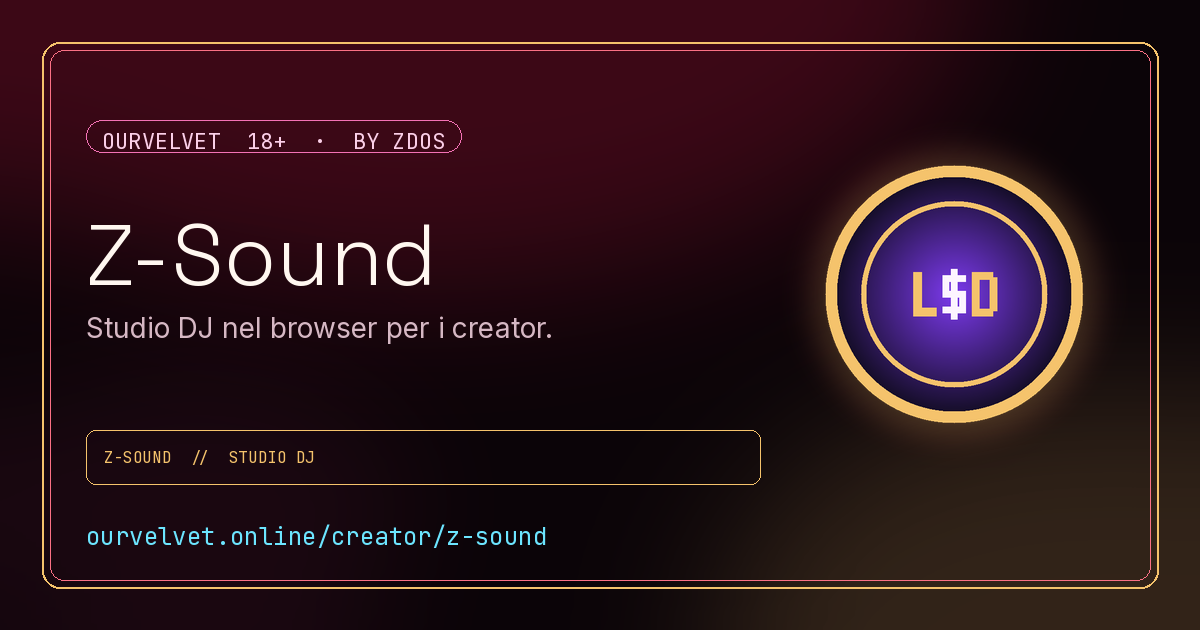 OURVELVET 18+ · BY ZDOS
Z-Sound
Studio DJ nel browser per i creator.
L$D
Z-SOUND // STUDIO DJ
ourvelvet.online/creator/z-sound